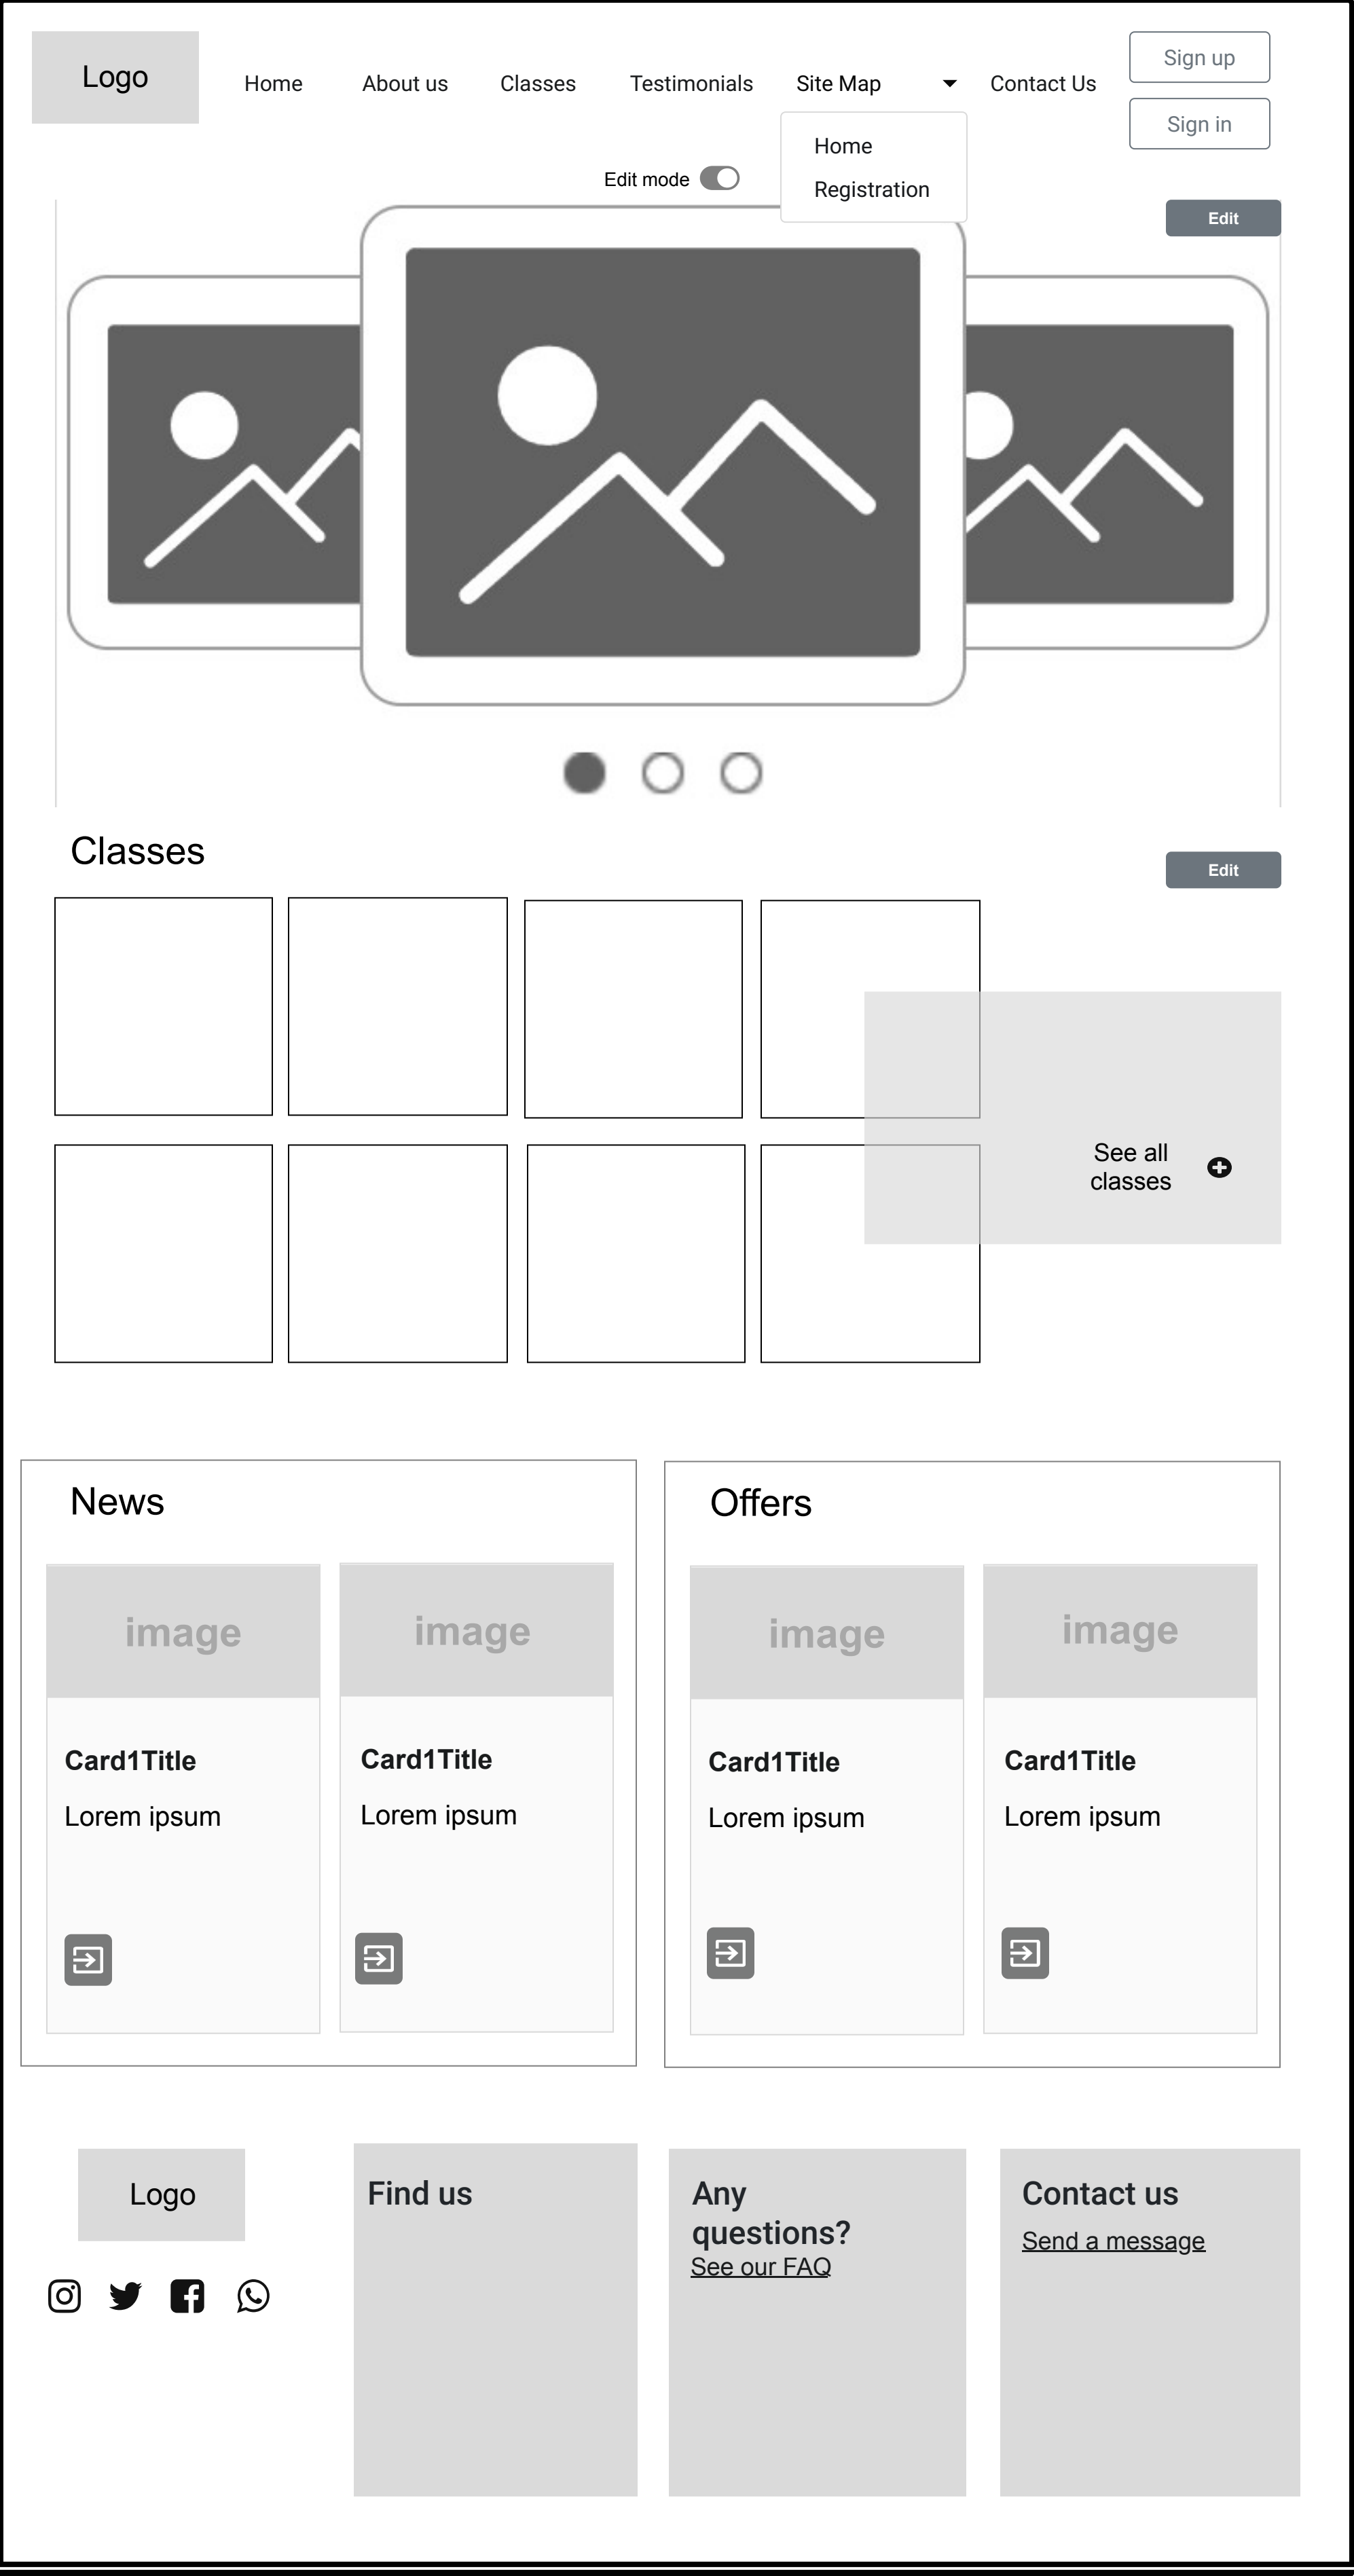 Logo
Home
About us
Classes
Testimonials
Site Map
Contact Us
Sign up
Sign in
Home
Registration
Edit mode
Edit
Classes
Edit
See all
classes
News
Offers
image
image
image
image
Card1Title
Card1Title
Card1Title
Card1Title
Lorem ipsum
Lorem ipsum
Lorem ipsum
Lorem ipsum
Logo
Find us
Any
questions?
See our FAQ
Contact us
Send a message